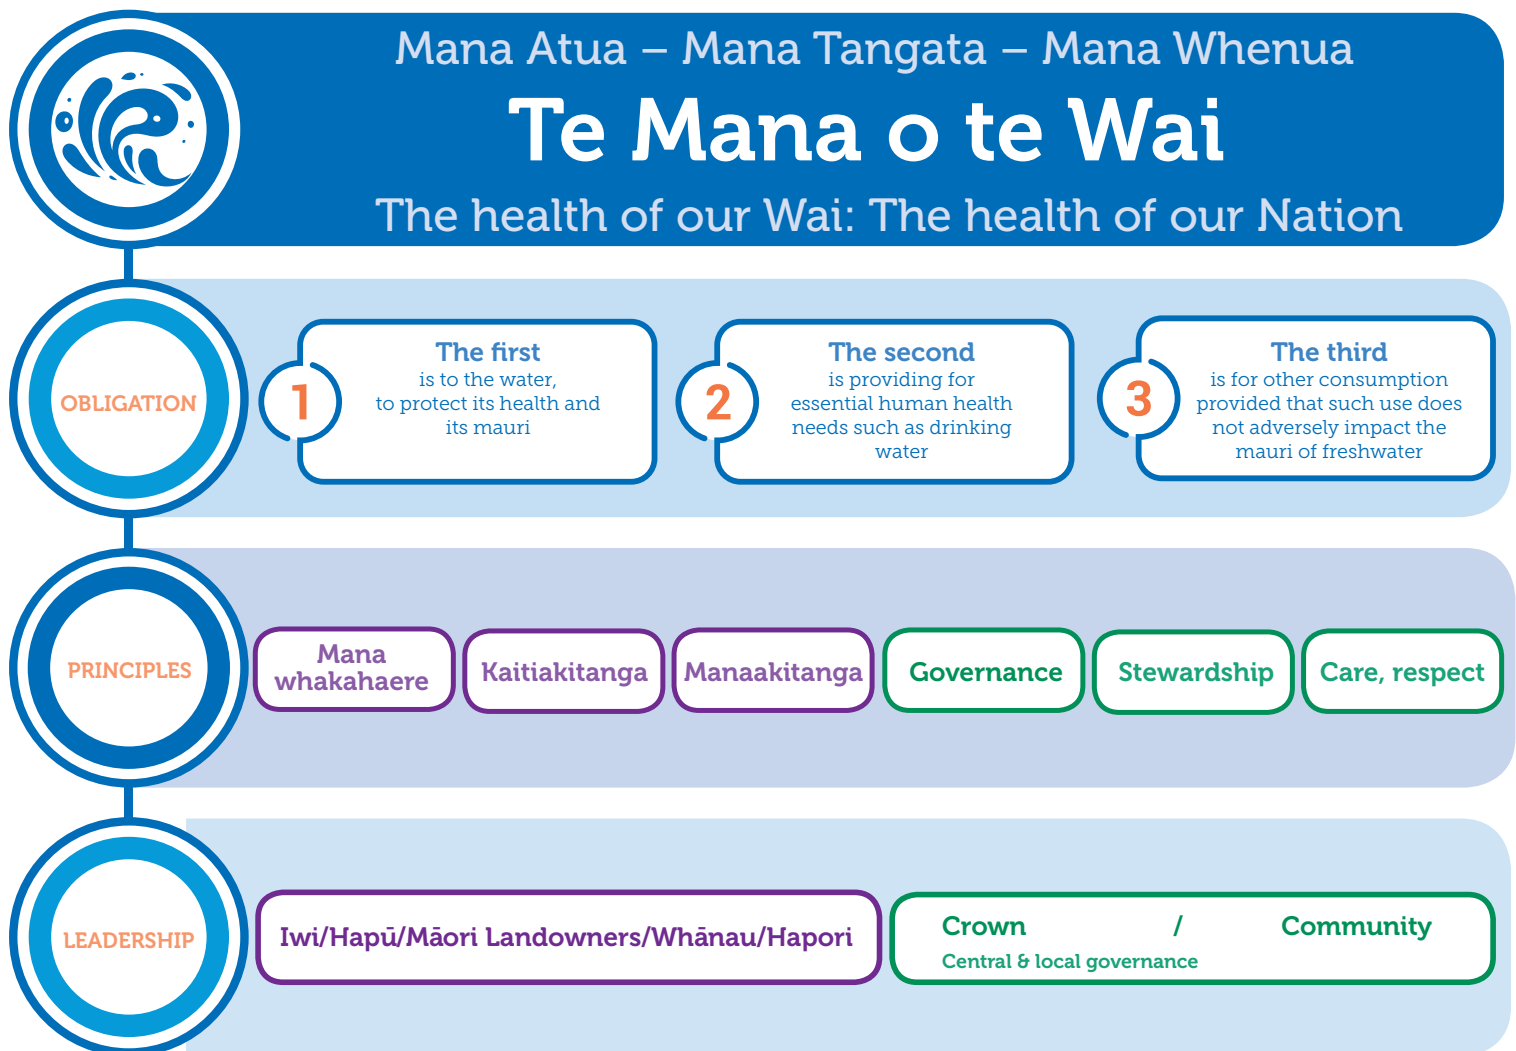 Mana Atua – Mana Tangata – Mana Whenua
Te Mana o te Wai
The health of our Wai: The health of our Nation
OBLIGATION
1
The first
is to the water,
to protect its health and
its mauri
2
The second
is providing for
essential human health
needs such as drinking
water
3
The third
is for other consumption
provided that such use does
not adversely impact the
mauri of freshwater
PRINCIPLES
Mana
whakahaere
Kaitiakitanga
Manaakitanga
Governance
Stewardship
Care, respect
LEADERSHIP
Iwi/Hapū/Māori Landowners/Whānau/Hapori
Crown / Community
Central & local governance